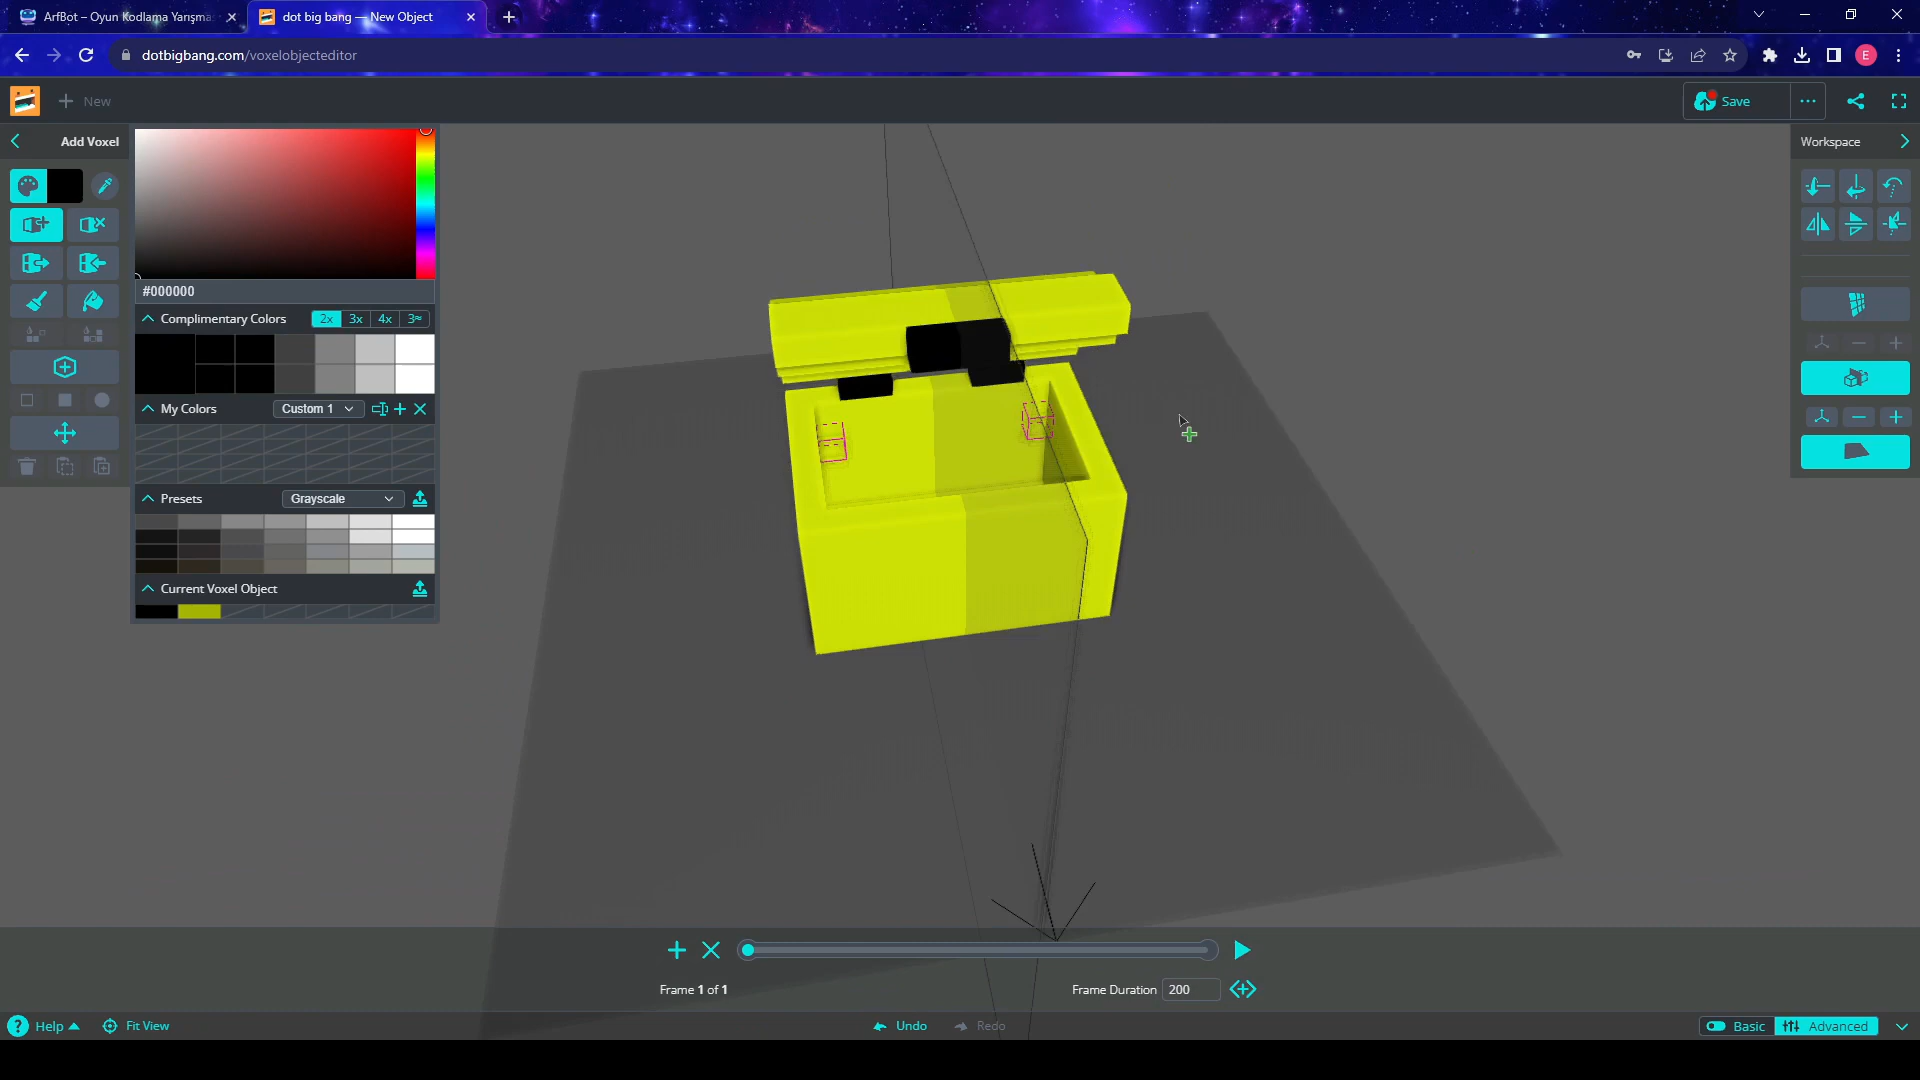 ArfBot – Oyun Kodlama Yarışma
dot big bang — New Object
dotbigbang.com/voxelobjecteditor
E
New
Save
Add Voxel
Workspace
#000000
Complimentary Colors 2x 3x 4x 3≈
My Colors Custom 1
Presets Grayscale
Current Voxel Object
Frame 1 of 1
Frame Duration 200
? Help Fit View Undo Redo Basic Advanced